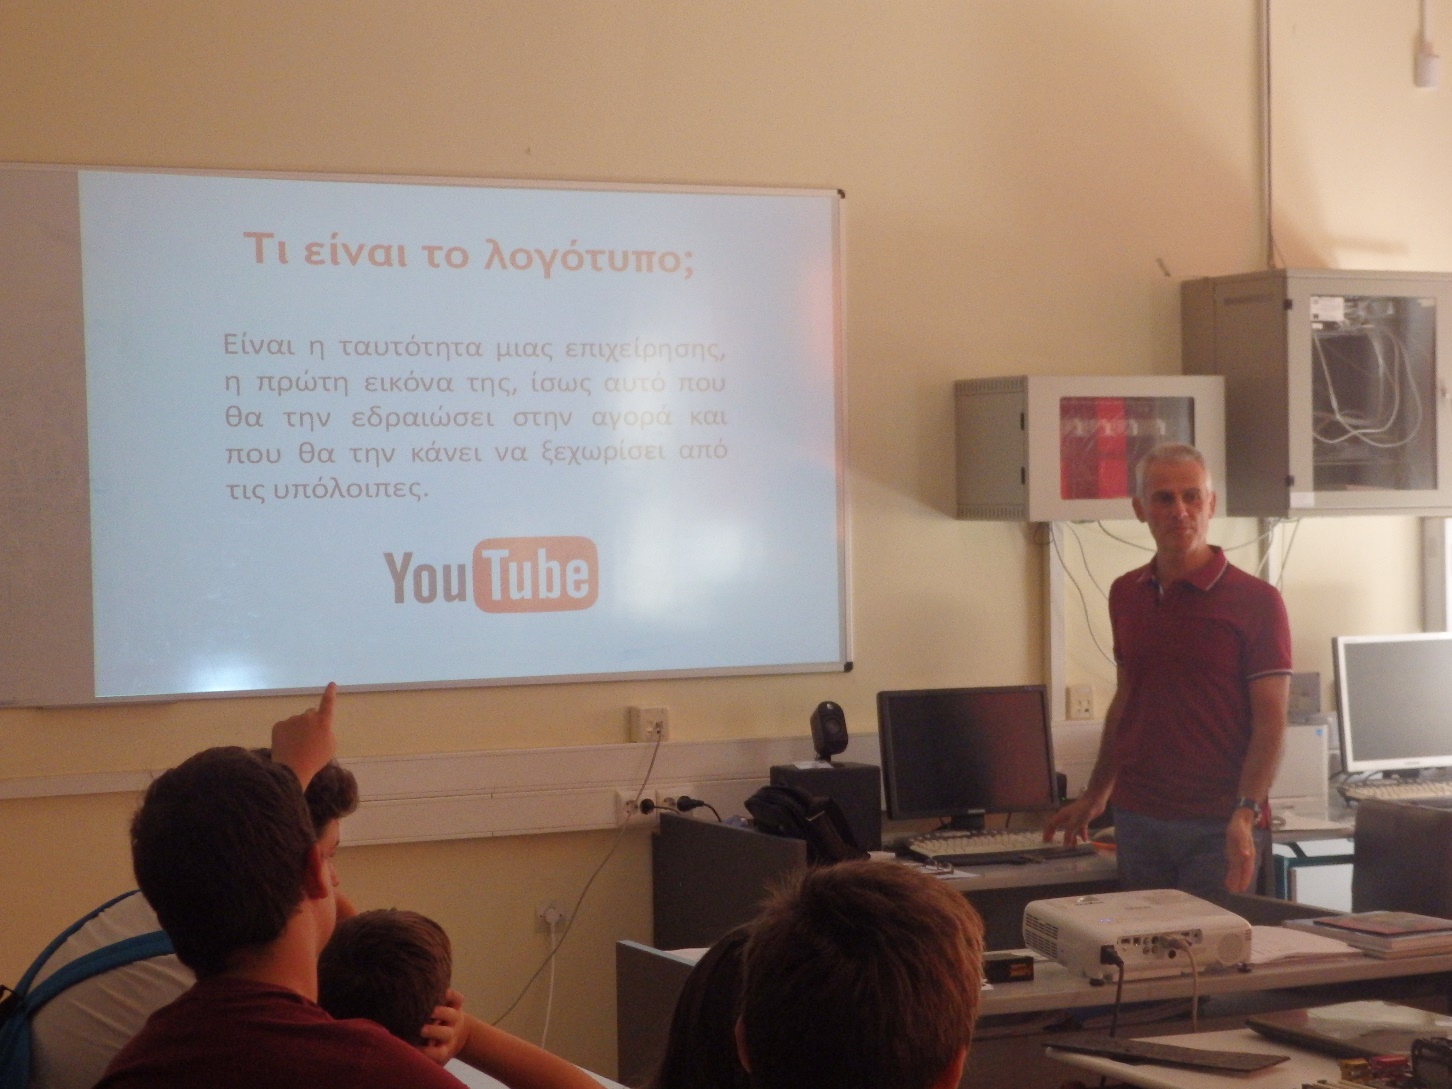 Τι είναι το λογότυπο;
Είναι η ταυτότητα μιας επιχείρησης,
η πρώτη εικόνα της, ίσως αυτό που
θα την εδραιώσει στην αγορά και
που θα την κάνει να ξεχωρίσει από
τις υπόλοιπες.
YouTube